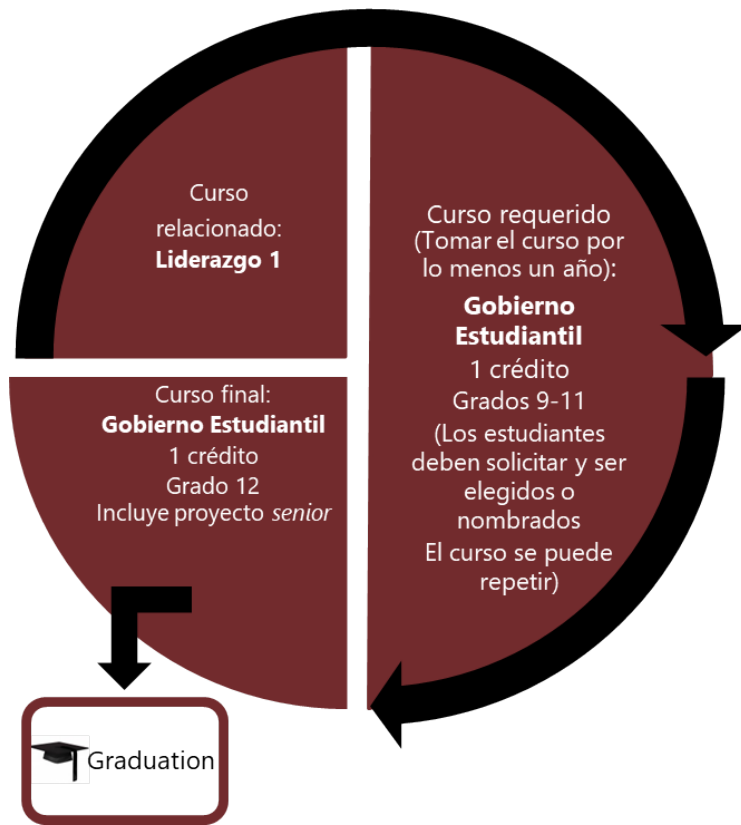 Curso
relacionado:
Liderazgo 1
Curso requerido
(Tomar el curso por
lo menos un año):
Gobierno
Estudiantil
1 crédito
Grados 9-11
(Los estudiantes
deben solicitar y ser
elegidos o
nombrados
El curso se puede
repetir)
Curso final:
Gobierno Estudiantil
1 crédito
Grado 12
Incluye proyecto senior
Graduation